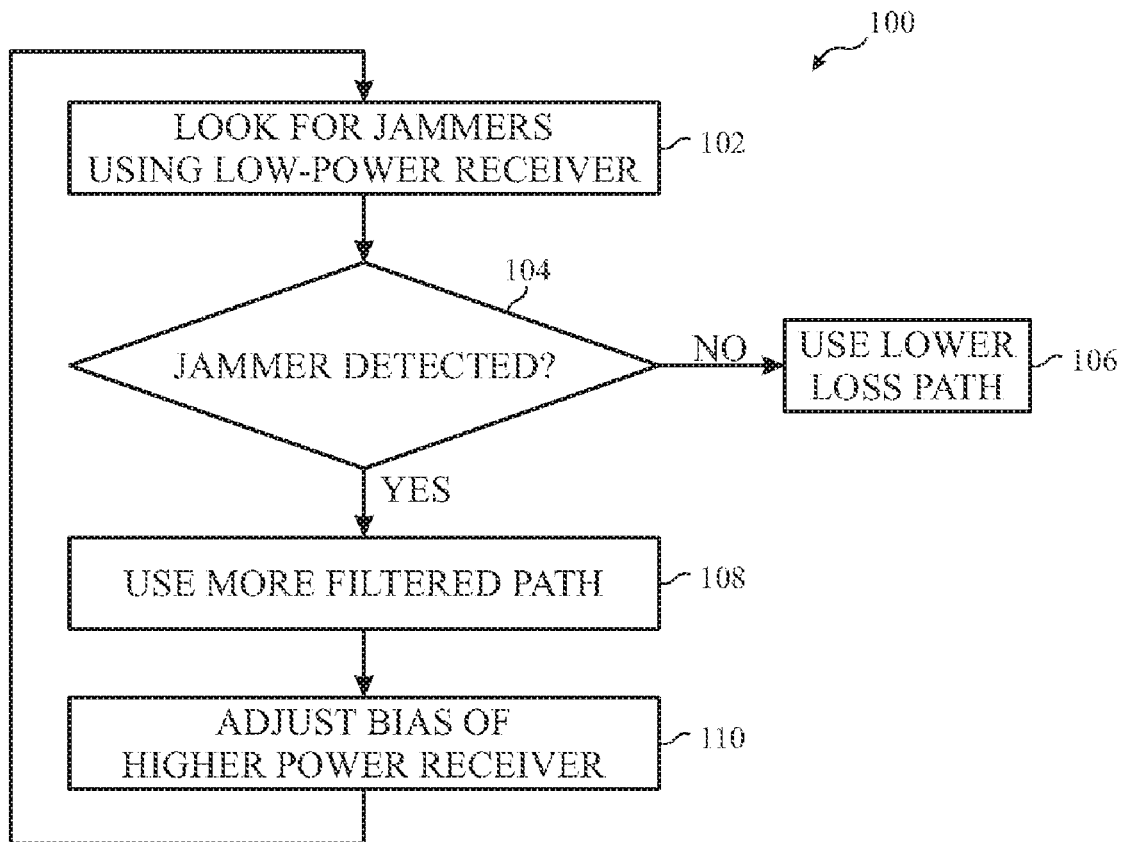 100
LOOK FOR JAMMERS
USING LOW-POWER RECEIVER
102
104
JAMMER DETECTED?
NO
USE LOWER
LOSS PATH
106
YES
USE MORE FILTERED PATH
108
ADJUST BIAS OF
HIGHER POWER RECEIVER
110